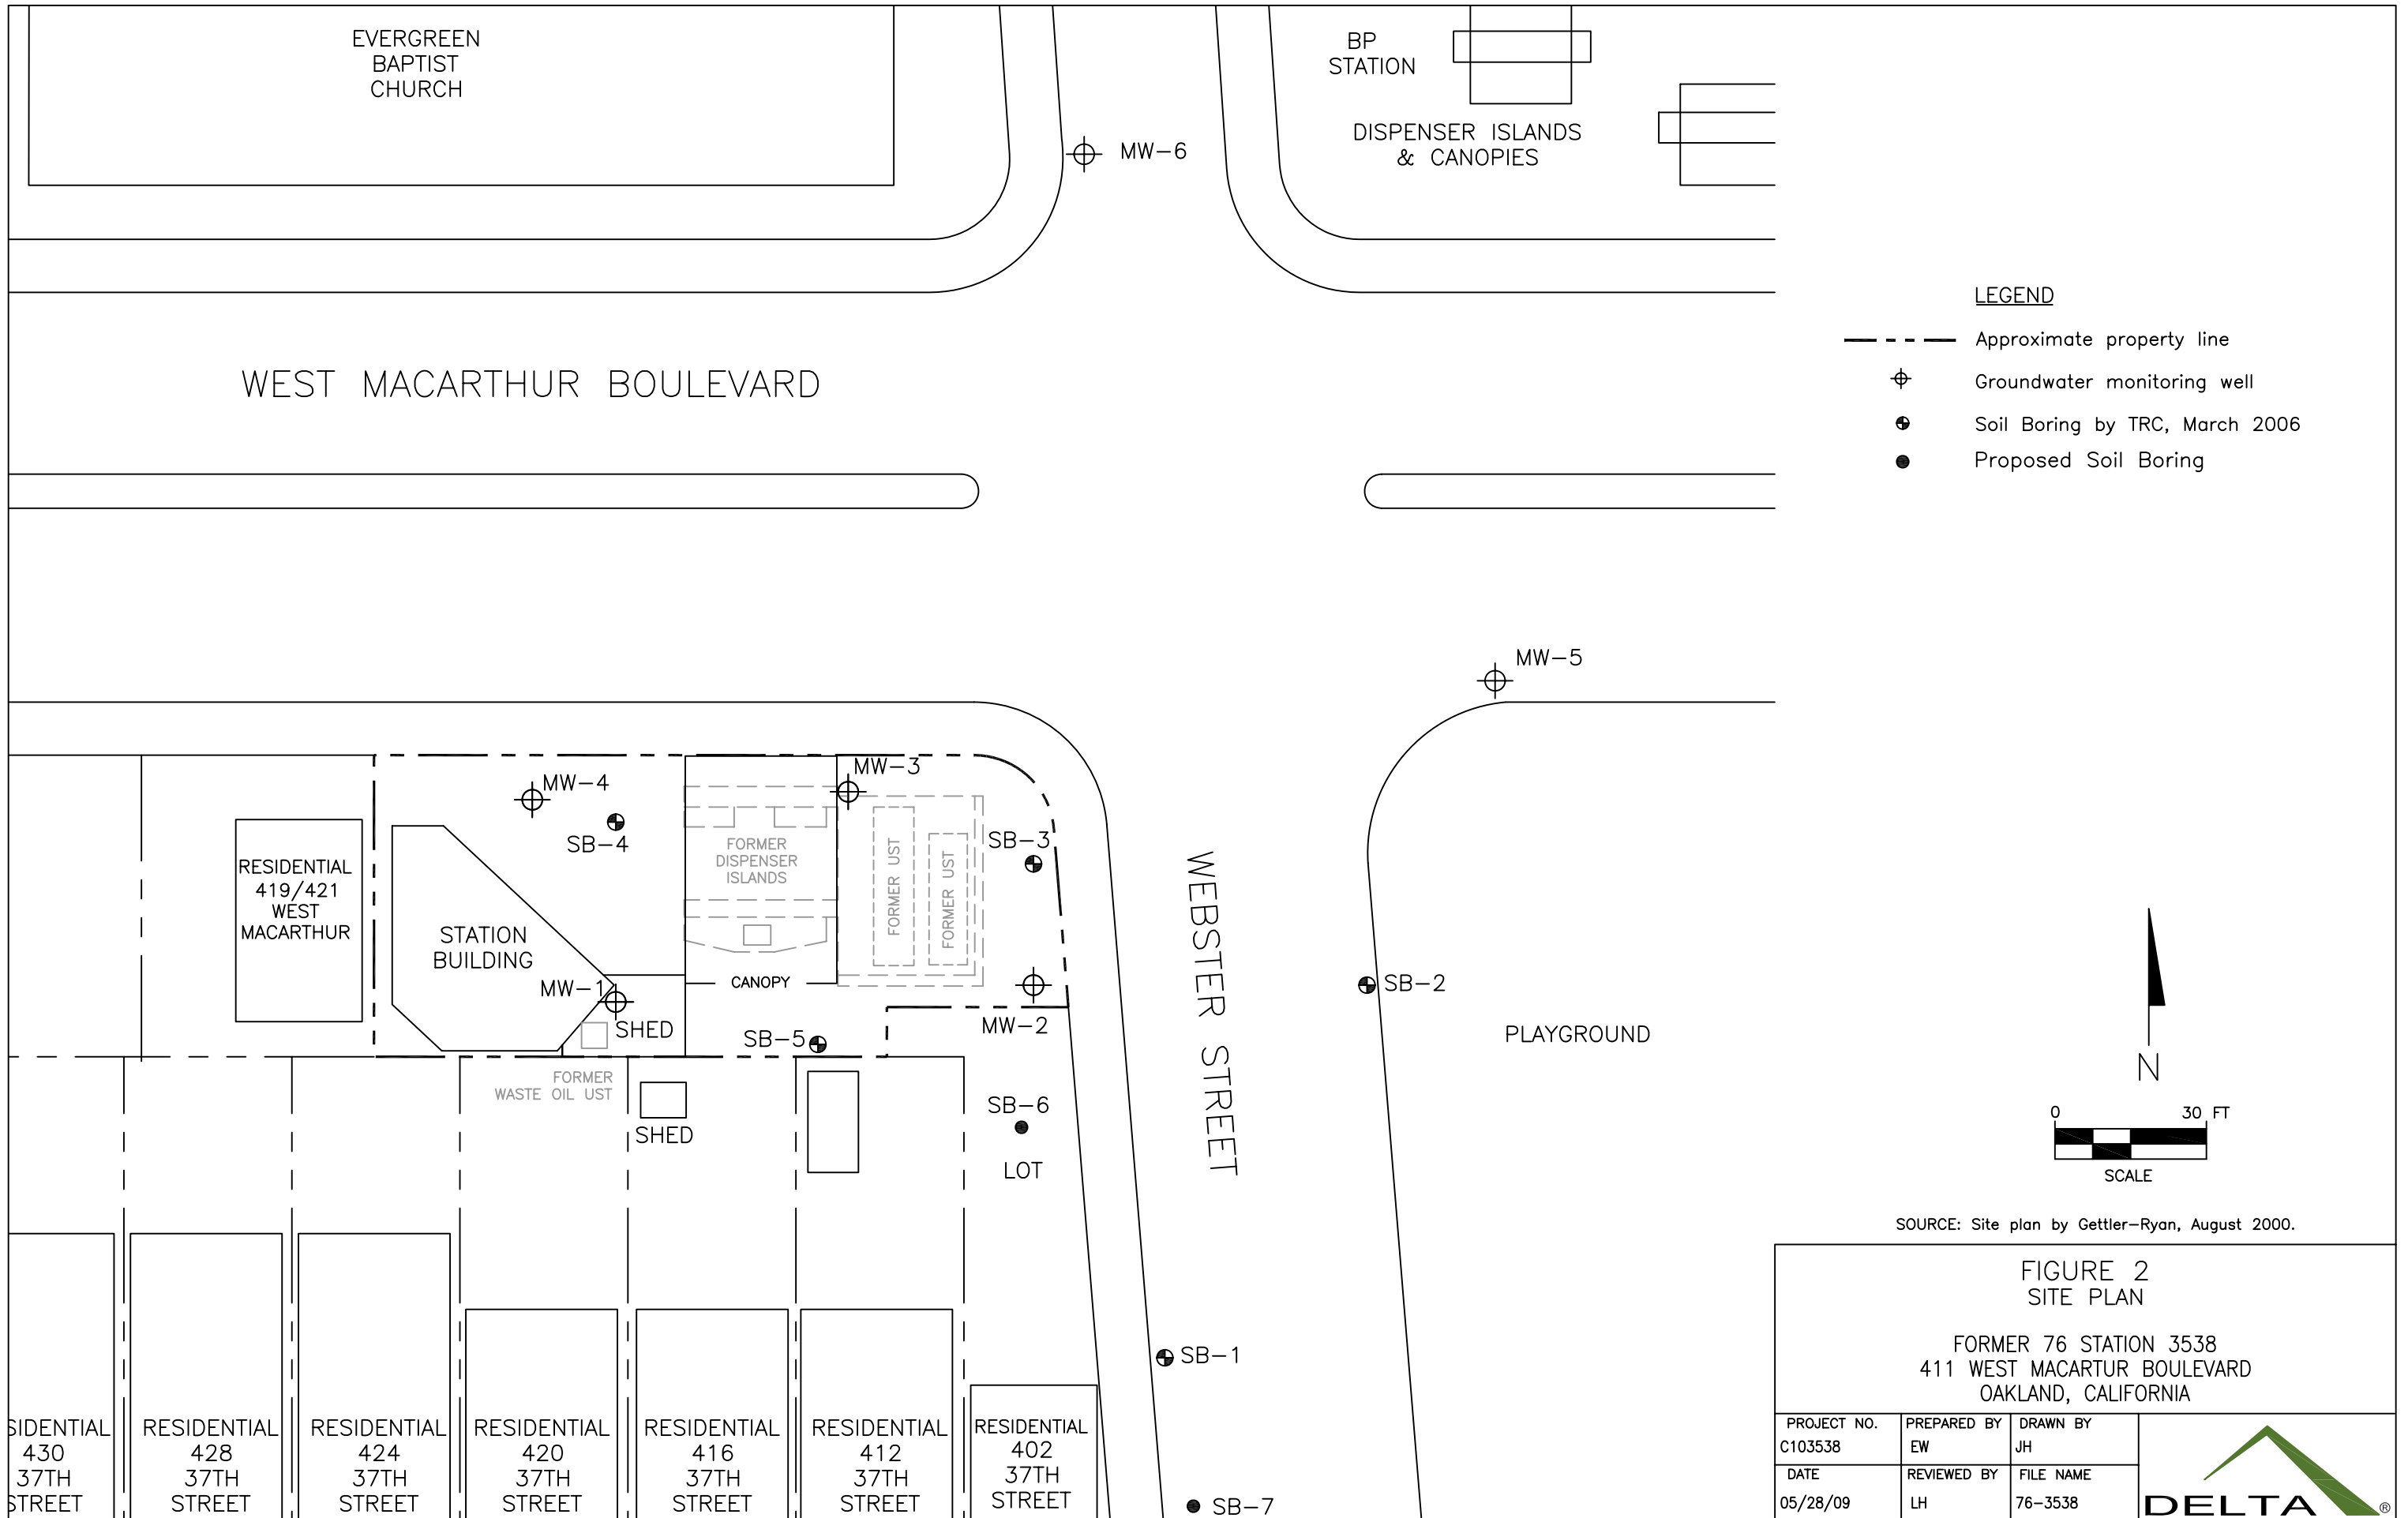 EVERGREEN
BAPTIST
CHURCH
BP
STATION
DISPENSER ISLANDS
& CANOPIES
MW-6
LEGEND
Approximate property line
Groundwater monitoring well
Soil Boring by TRC, March 2006
Proposed Soil Boring
WEST MACARTHUR BOULEVARD
MW-5
MW-4
MW-3
SB-4
SB-3
FORMER
DISPENSER
ISLANDS
FORMER UST
FORMER UST
RESIDENTIAL
419/421
WEST
MACARTHUR
STATION
BUILDING
CANOPY
MW-1
SHED
SB-5
MW-2
WEBSTER STREET
SB-2
PLAYGROUND
FORMER
WASTE OIL UST
SHED
SB-6
LOT
N
0 30 FT
SCALE
SOURCE: Site plan by Gettler-Ryan, August 2000.
SB-1
SB-7
SIDENTIAL
430
37TH
STREET
RESIDENTIAL
428
37TH
STREET
RESIDENTIAL
424
37TH
STREET
RESIDENTIAL
420
37TH
STREET
RESIDENTIAL
416
37TH
STREET
RESIDENTIAL
412
37TH
STREET
RESIDENTIAL
402
37TH
STREET
FIGURE 2
SITE PLAN
FORMER 76 STATION 3538
411 WEST MACARTUR BOULEVARD
OAKLAND, CALIFORNIA
PROJECT NO. PREPARED BY DRAWN BY
C103538 EW JH
DATE REVIEWED BY FILE NAME
05/28/09 LH 76-3538
DELTA ®